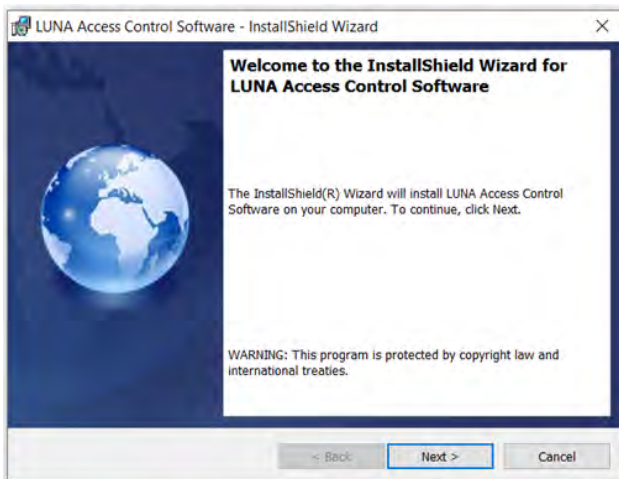 LUNA Access Control Software - InstallShield Wizard
Welcome to the InstallShield Wizard for
LUNA Access Control Software
The InstallShield(R) Wizard will install LUNA Access Control
Software on your computer. To continue, click Next.
WARNING: This program is protected by copyright law and
international treaties.
< Back
Next >
Cancel